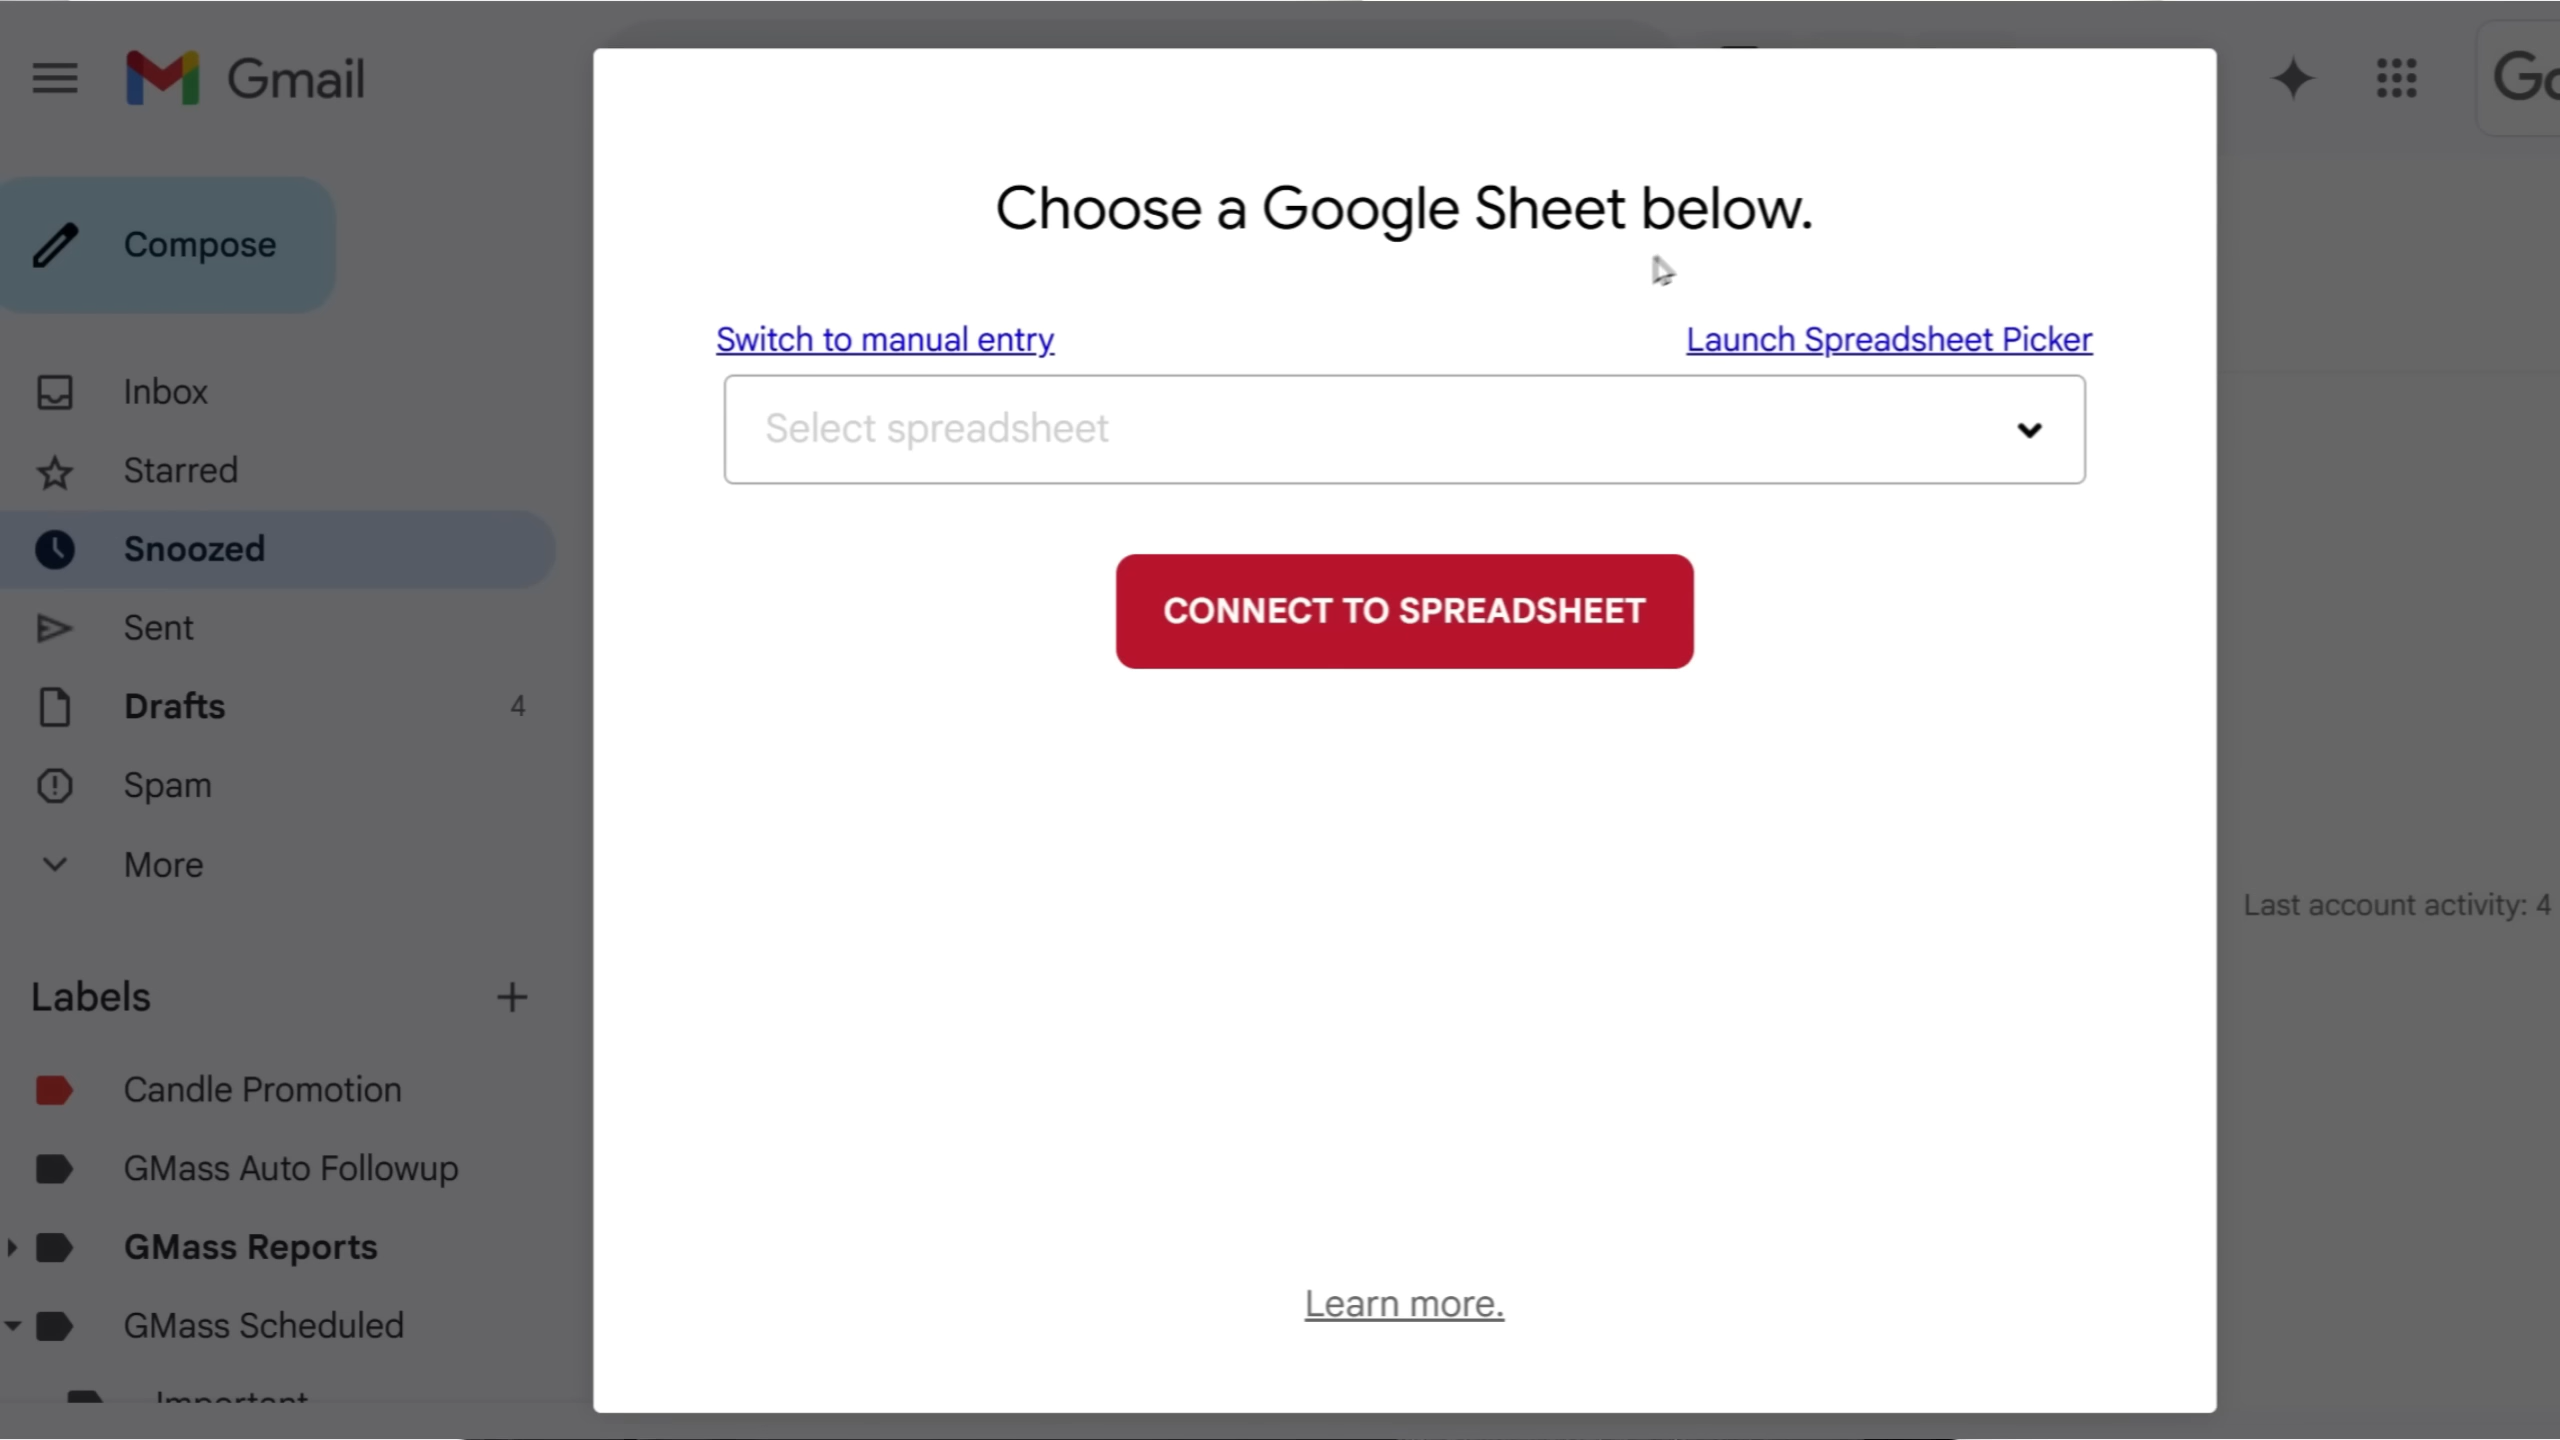 Gmail
Compose
Inbox
Starred
Snoozed
Sent
Drafts 4
Spam
More
Labels
Candle Promotion
GMass Auto Followup
GMass Reports
GMass Scheduled
Important
Choose a Google Sheet below.
Switch to manual entry
Launch Spreadsheet Picker
Select spreadsheet
CONNECT TO SPREADSHEET
Learn more.
Go
Last account activity: 4